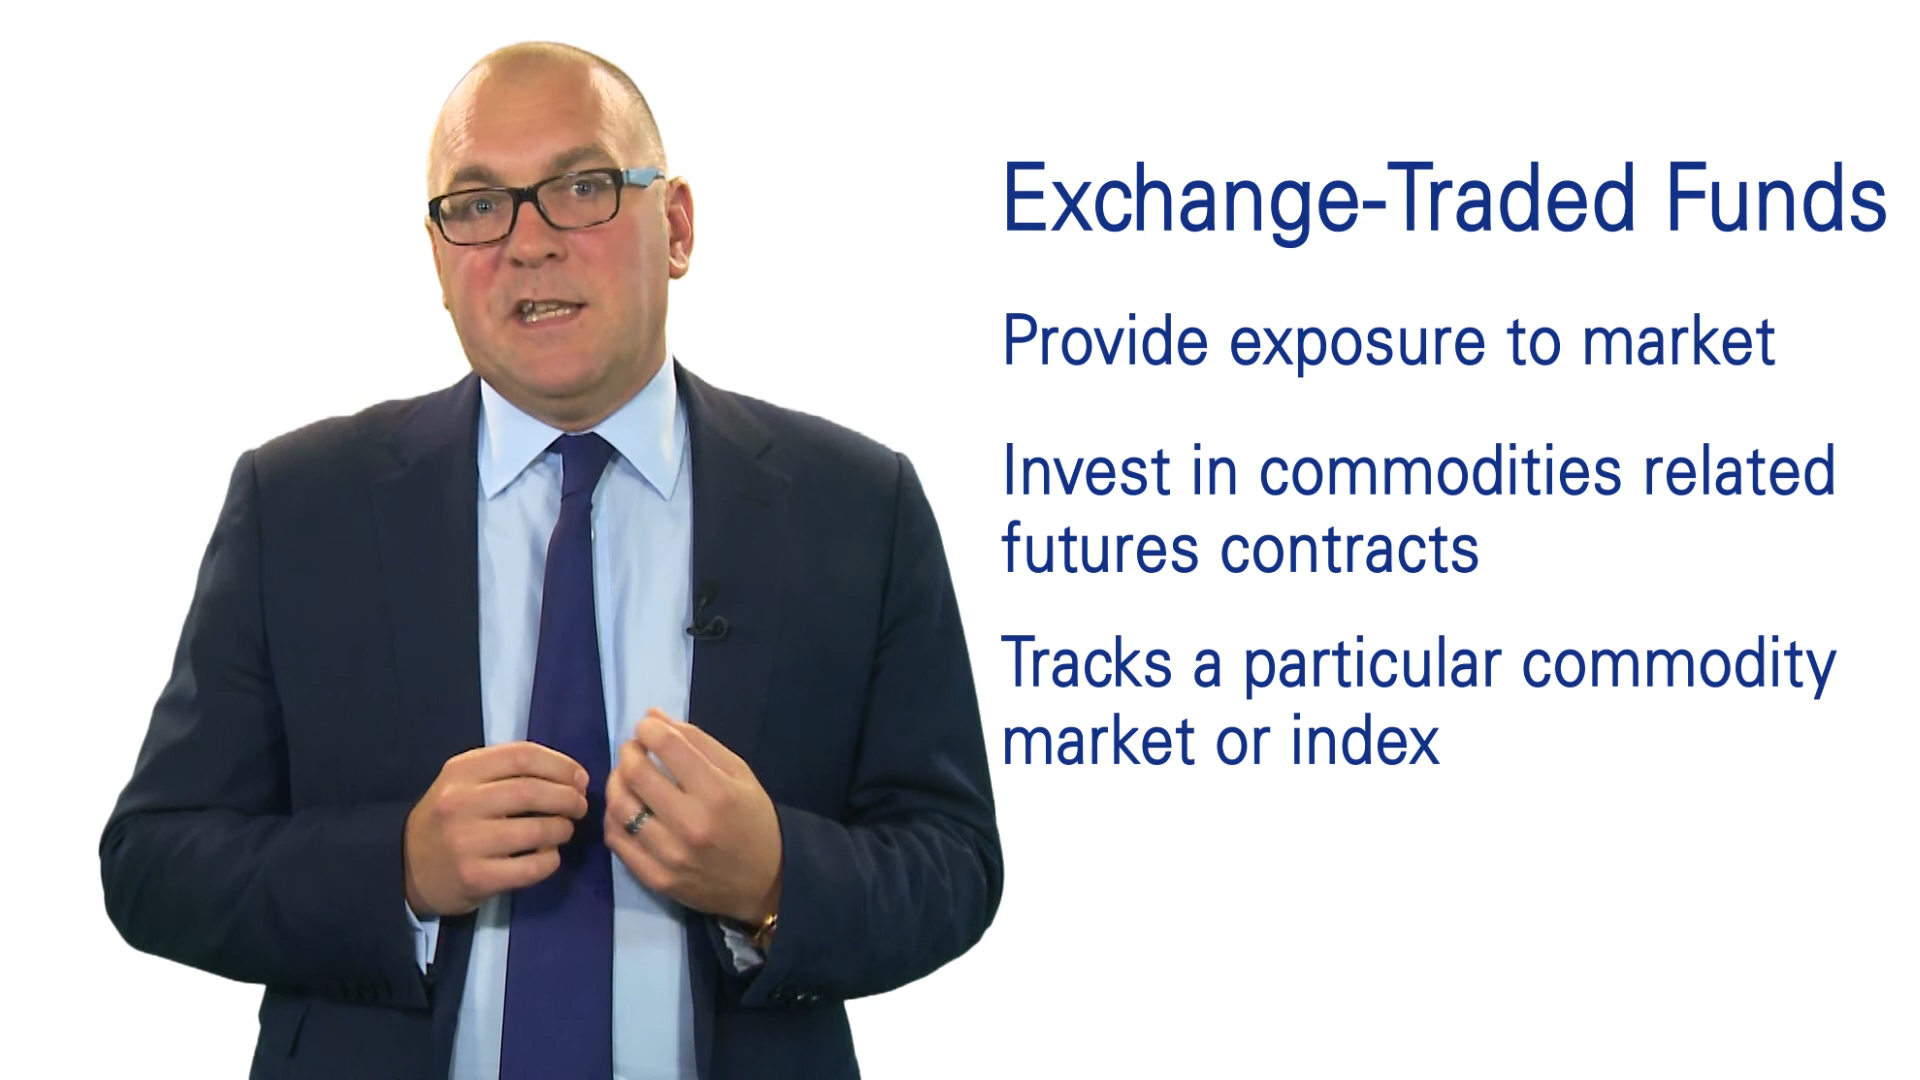 Exchange-Traded Funds
Provide exposure to market
Invest in commodities related
futures contracts
Tracks a particular commodity
market or index